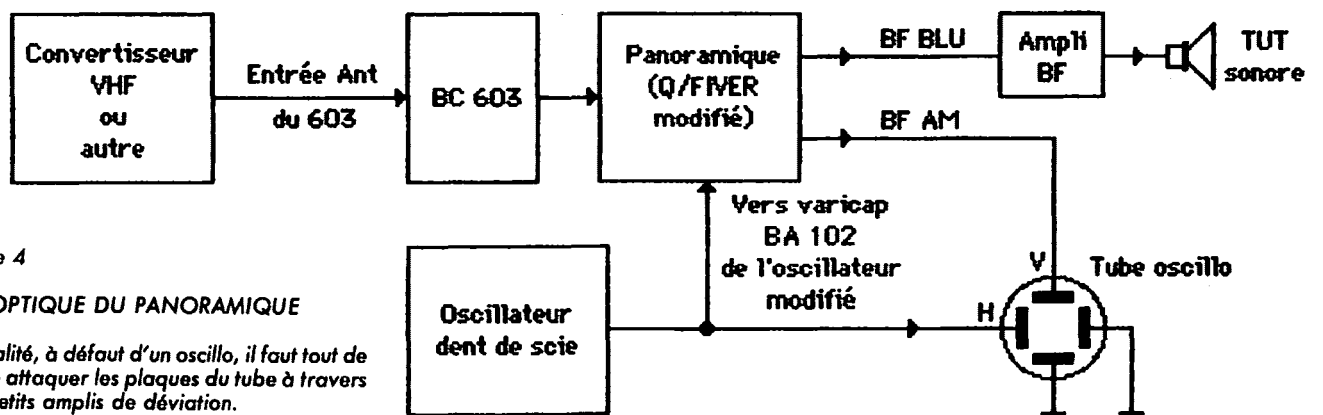 Convertisseur
VHF
ou
autre
Entrée Ant
du 603
BC 603
Panoramique
(Q/FIVER
modifié)
BF BLU
Ampli
BF
TUT
sonore
BF AM
Vers varicap
BA 102
de l'oscillateur
modifié
Oscillateur
dent de scie
V
H
Tube oscillo
e 4
OPTIQUE DU PANORAMIQUE
alité, à défaut d'un oscillo, il faut tout de
attaquer les plaques du tube à travers
etits amplis de déviation.